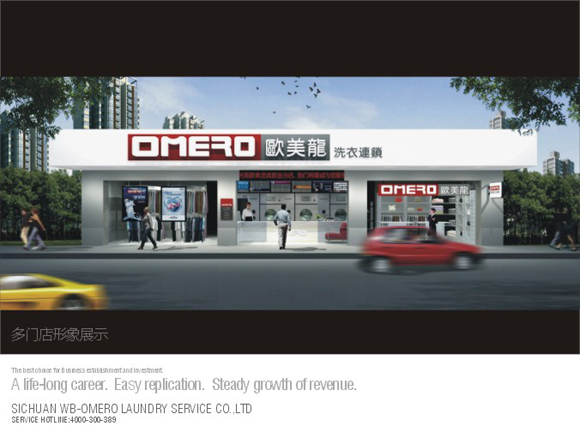 OMERO 歐美龍 洗衣連鎖
OMERO 歐美龍
多门店形象展示
The best choice for Business establishment and investment.
A life-long career. Easy replication. Steady growth of revenue.
SICHUAN WB-OMERO LAUNDRY SERVICE CO.,LTD
SERVICE HOTLINE:4000-300-389